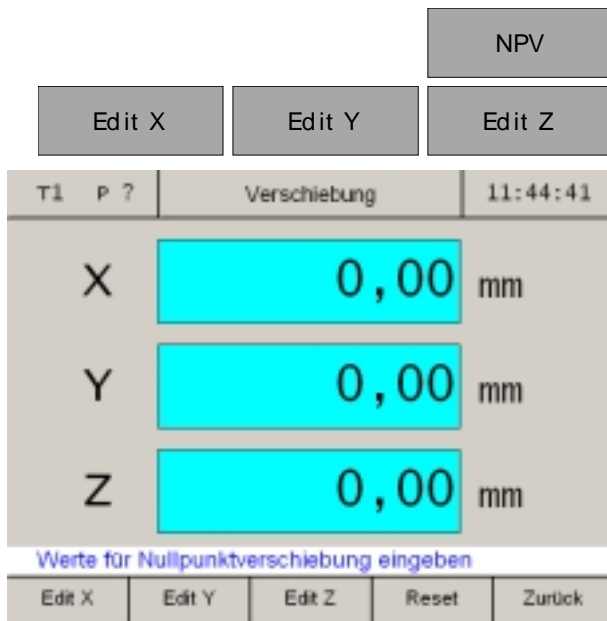 NPV
Edit X Edit Y Edit Z
T1 P ? Verschiebung 11:44:41
X 0,00 mm
Y 0,00 mm
Z 0,00 mm
Werte für Nullpunktverschiebung eingeben
Edit X Edit Y Edit Z Reset Zurück